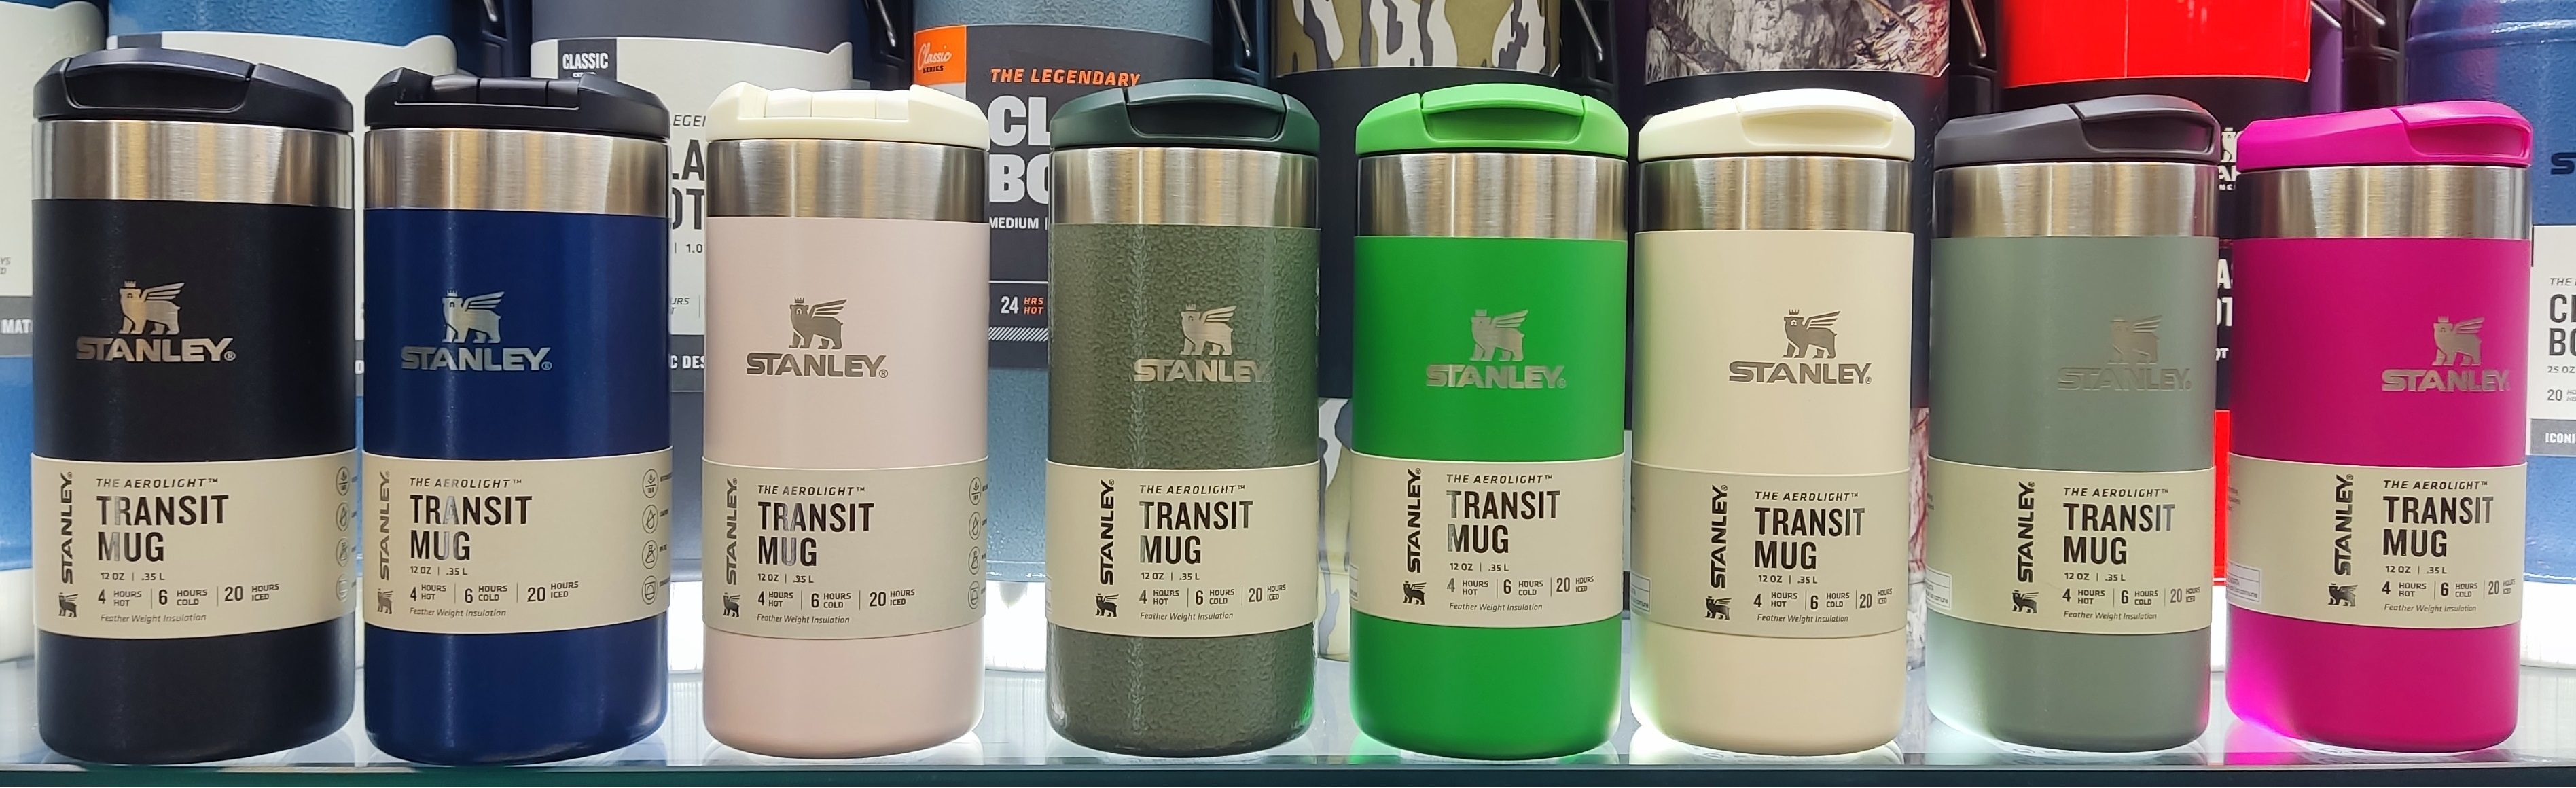 CLASSIC
Classic
SERIES
THE LEGENDARY
MEDIUM
24 HRS HOT
1.0
STANLEY®
STANLEY®
THE AEROLIGHT™
TRANSIT
MUG
12 OZ | .35 L
4 HOURS HOT | 6 HOURS COLD | 20 HOURS ICED
Feather Weight Insulation
STANLEY®
STANLEY®
THE AEROLIGHT™
TRANSIT
MUG
12 OZ | .35 L
4 HOURS HOT | 6 HOURS COLD | 20 HOURS ICED
Feather Weight Insulation
STANLEY®
STANLEY®
THE AEROLIGHT™
TRANSIT
MUG
12 OZ | .35 L
4 HOURS HOT | 6 HOURS COLD | 20 HOURS ICED
Feather Weight Insulation
STANLEY
STANLEY®
THE AEROLIGHT™
TRANSIT
MUG
12 OZ | .35 L
4 HOURS HOT | 6 HOURS COLD | 20 HOURS ICED
Feather Weight Insulation
STANLEY®
STANLEY®
THE AEROLIGHT™
TRANSIT
MUG
12 OZ | .35 L
4 HOURS HOT | 6 HOURS COLD | 20 HOURS ICED
Feather Weight Insulation
STANLEY®
STANLEY®
THE AEROLIGHT™
TRANSIT
MUG
12 OZ | .35 L
4 HOURS HOT | 6 HOURS COLD | 20 HOURS ICED
Feather Weight Insulation
STANLEY®
STANLEY®
THE AEROLIGHT™
TRANSIT
MUG
12 OZ | .35 L
4 HOURS HOT | 6 HOURS COLD | 20 HOURS ICED
Feather Weight Insulation
STANLEY
STANLEY®
THE AEROLIGHT™
TRANSIT
MUG
12 OZ | .35 L
4 HOURS HOT | 6 HOURS COLD | 20 HOURS
Feather Weight Insulation
25 OZ
20